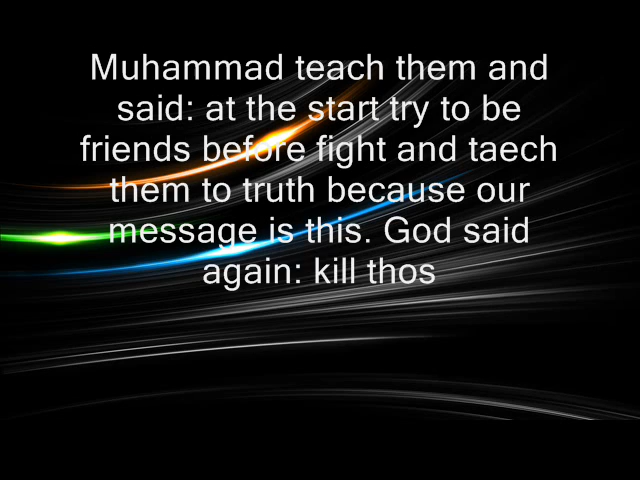 Muhammad teach them and
said: at the start try to be
friends before fight and taech
them to truth because our
message is this. God said
again: kill thos